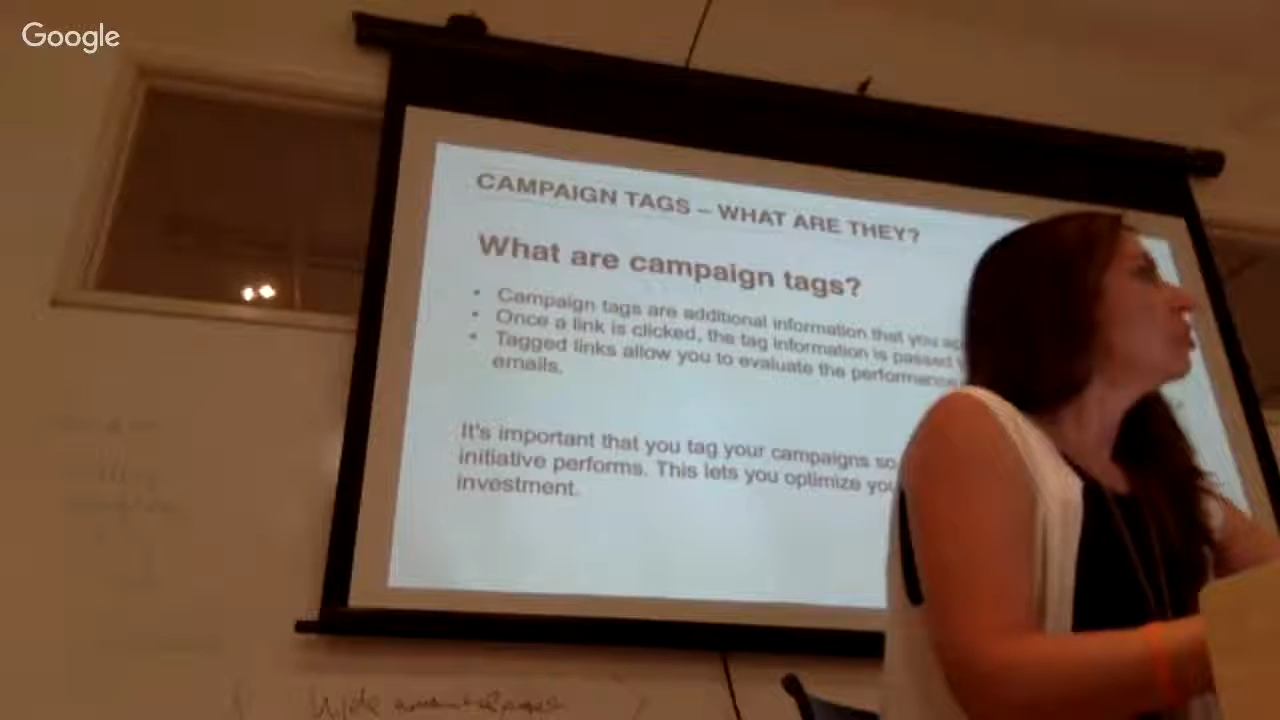 Google
CAMPAIGN TAGS – WHAT ARE THEY?
What are campaign tags?
• Campaign tags are additional information that you
• Once a link is clicked, the tag information is passed
• Tagged links allow you to evaluate the performance
emails.
It's important that you tag your campaigns so
initiative performs. This lets you optimize
investment.